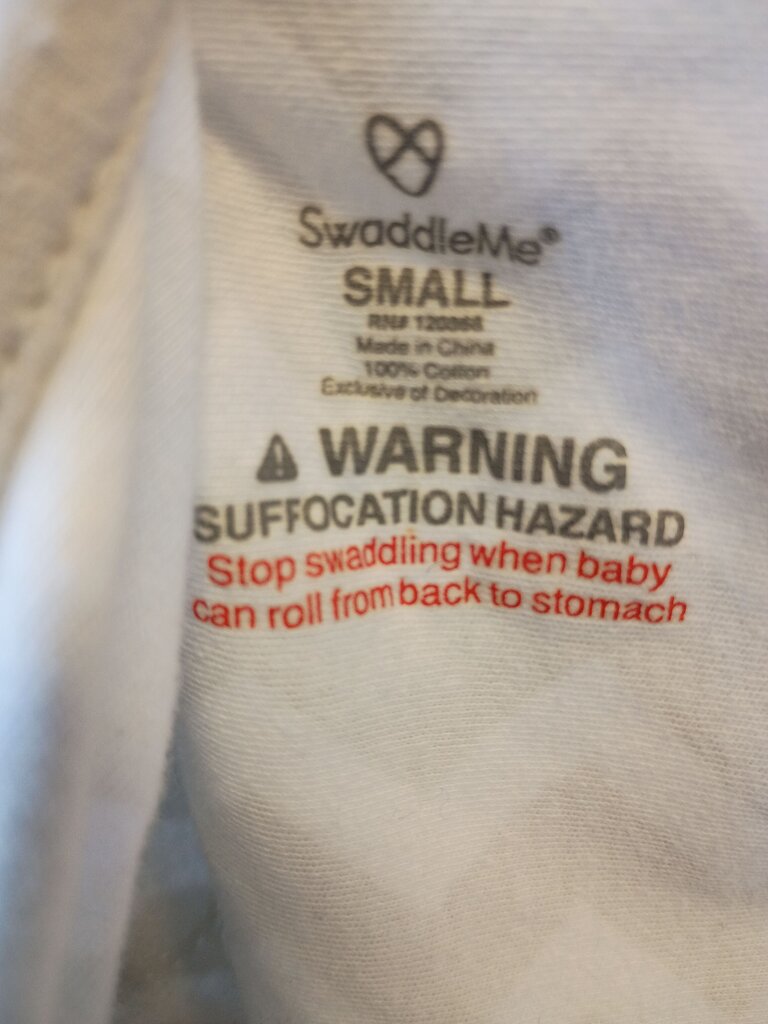 SwaddleMe®
SMALL
RN# 120868
Made in China
100% Cotton
Exclusive of Decoration
WARNING
SUFFOCATION HAZARD
Stop swaddling when baby
can roll from back to stomach